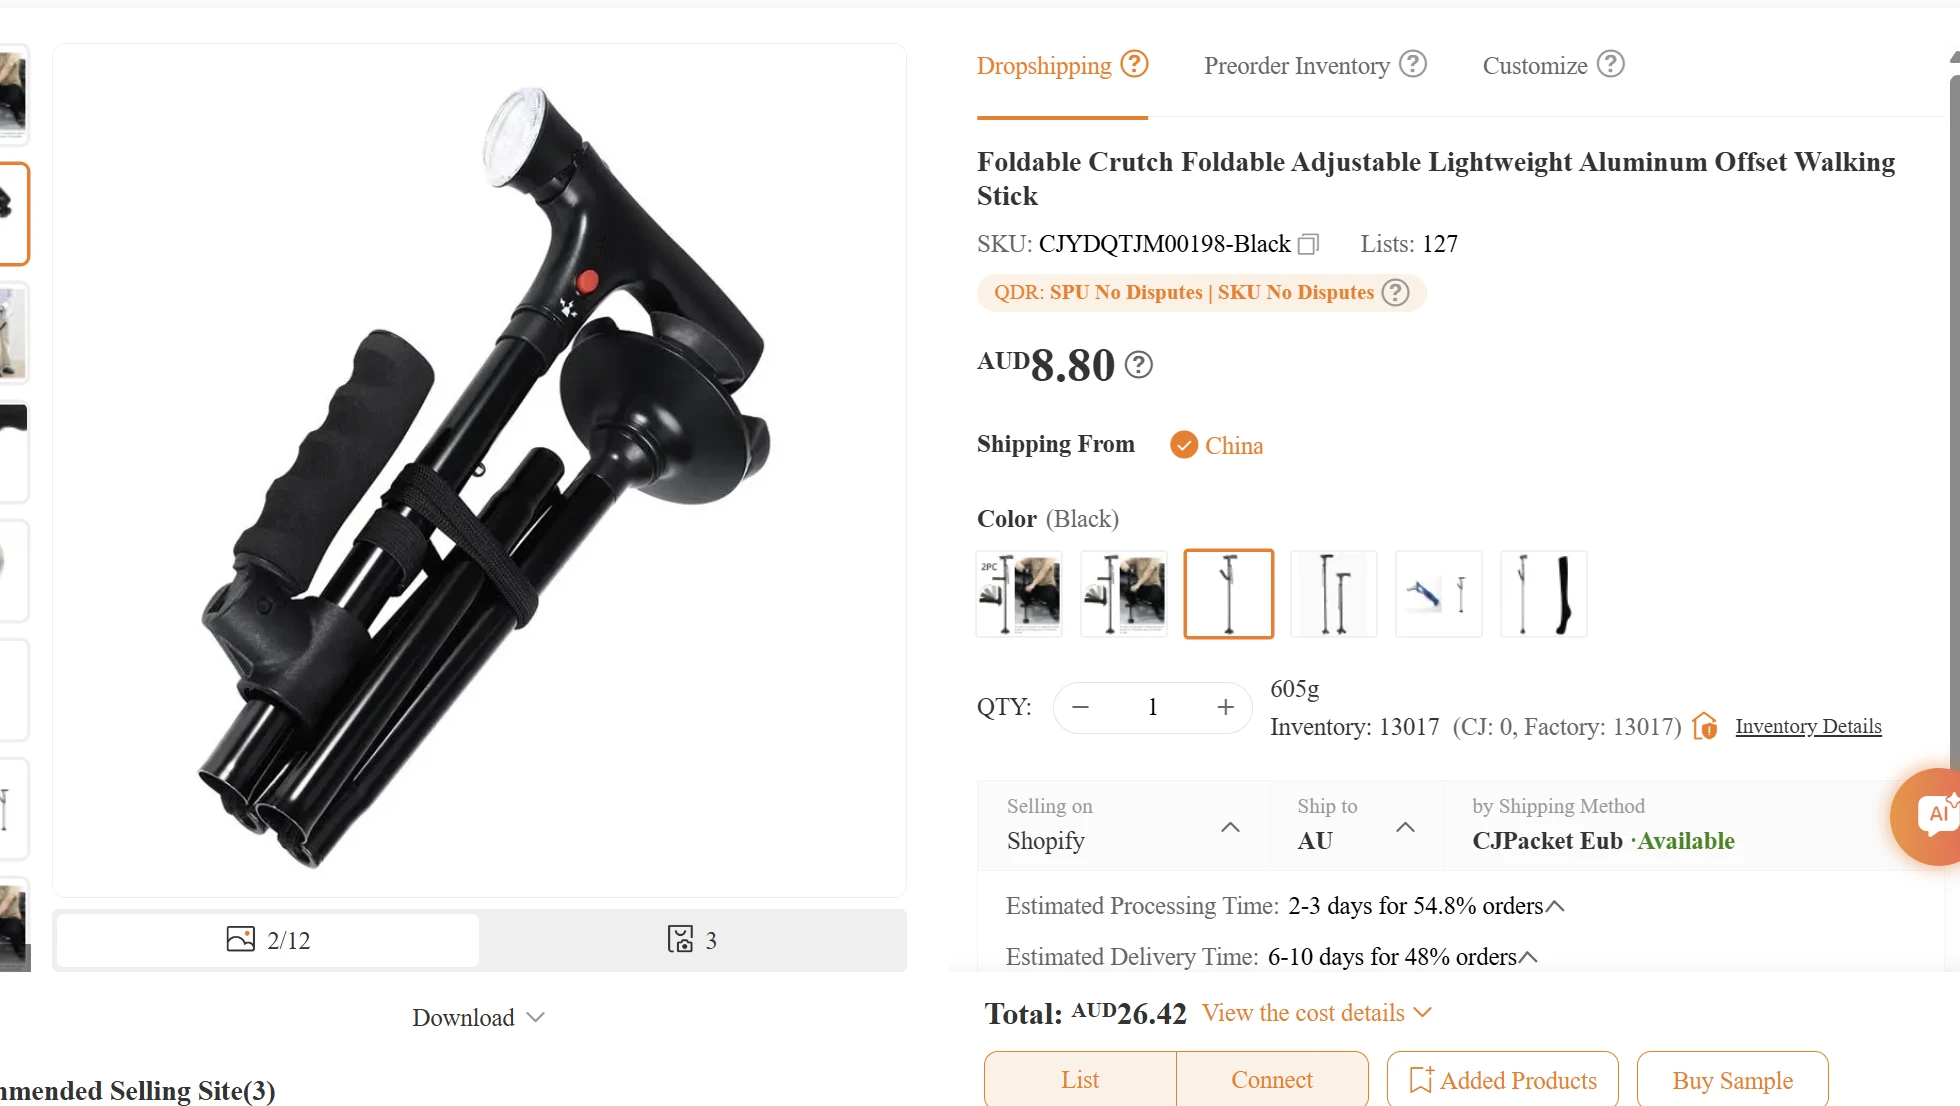 Dropshipping
Preorder Inventory
Customize
Foldable Crutch Foldable Adjustable Lightweight Aluminum Offset Walking
Stick
SKU: CJYDQTJM00198-Black
Lists: 127
QDR: SPU No Disputes | SKU No Disputes
AUD8.80
Shipping From
China
Color (Black)
2PC
QTY:
1
605g
Inventory: 13017 (CJ: 0, Factory: 13017)
Inventory Details
Selling on
Shopify
Ship to
AU
by Shipping Method
CJPacket Eub ·Available
AI
Estimated Processing Time: 2-3 days for 54.8% orders
Estimated Delivery Time: 6-10 days for 48% orders
2/12
3
Download
Total: AUD26.42 View the cost details
List
Connect
Added Products
Buy Sample
mmended Selling Site(3)